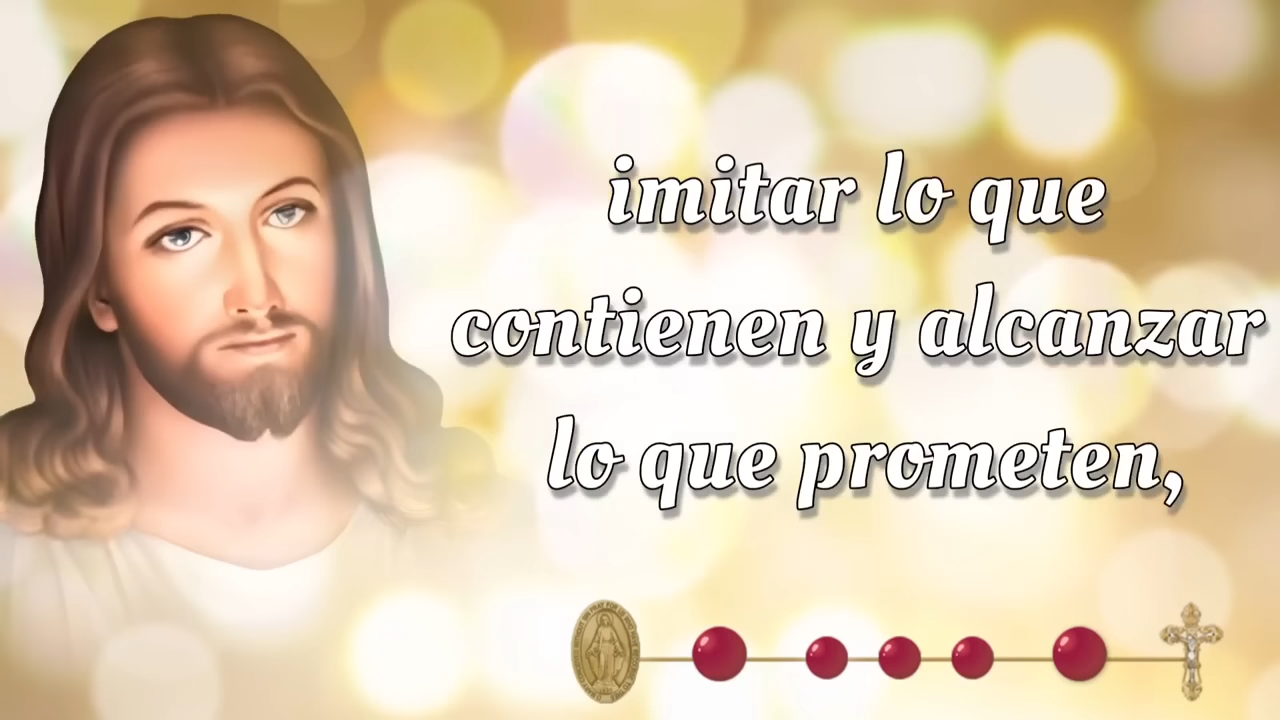 imitar lo que
contienen y alcanzar
lo que prometen,